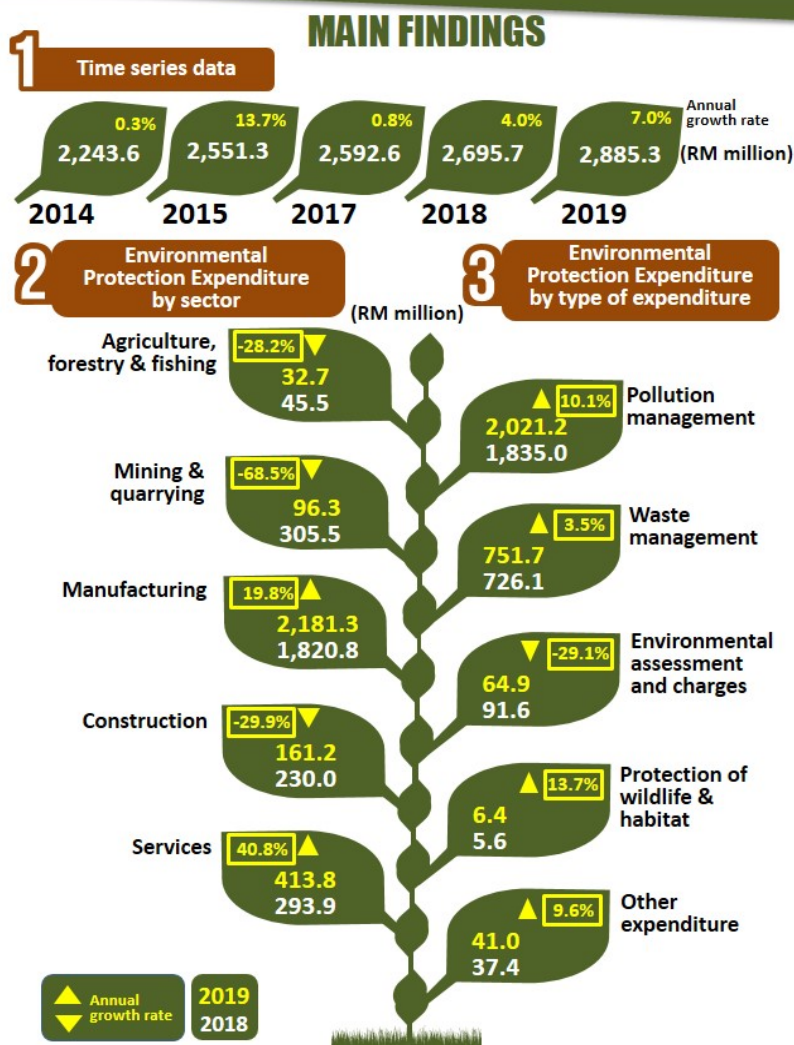 MAIN FINDINGS
1
Time series data
0.3%
2,243.6
2014
13.7%
2,551.3
2015
0.8%
2,592.6
2017
4.0%
2,695.7
2018
7.0%
2,885.3
2019
Annual
growth rate
(RM million)
2
Environmental
Protection Expenditure
by sector
(RM million)
Agriculture,
forestry & fishing
-28.2%
32.7
45.5
Mining &
quarrying
-68.5%
96.3
305.5
Manufacturing
19.8%
2,181.3
1,820.8
Construction
-29.9%
161.2
230.0
Services
40.8%
413.8
293.9
3
Environmental
Protection Expenditure
by type of expenditure
10.1%
2,021.2
1,835.0
Pollution
management
3.5%
751.7
726.1
Waste
management
-29.1%
64.9
91.6
Environmental
assessment
and charges
13.7%
6.4
5.6
Protection of
wildlife &
habitat
9.6%
41.0
37.4
Other
expenditure
Annual
growth rate
2019
2018